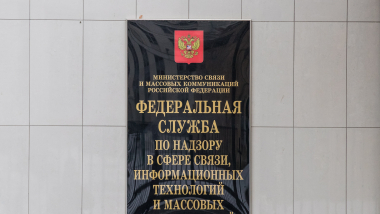 МИНИСТЕРСТВО СВЯЗИ
И МАССОВЫХ КОММУНИКАЦИЙ
РОССИЙСКОЙ ФЕДЕРАЦИИ
ФЕДЕРАЛЬНАЯ
СЛУЖБА
ПО НАДЗОРУ
В СФЕРЕ СВЯЗИ,
ИНФОРМАЦИОННЫХ
ТЕХНОЛОГИЙ
И МАССОВЫХ